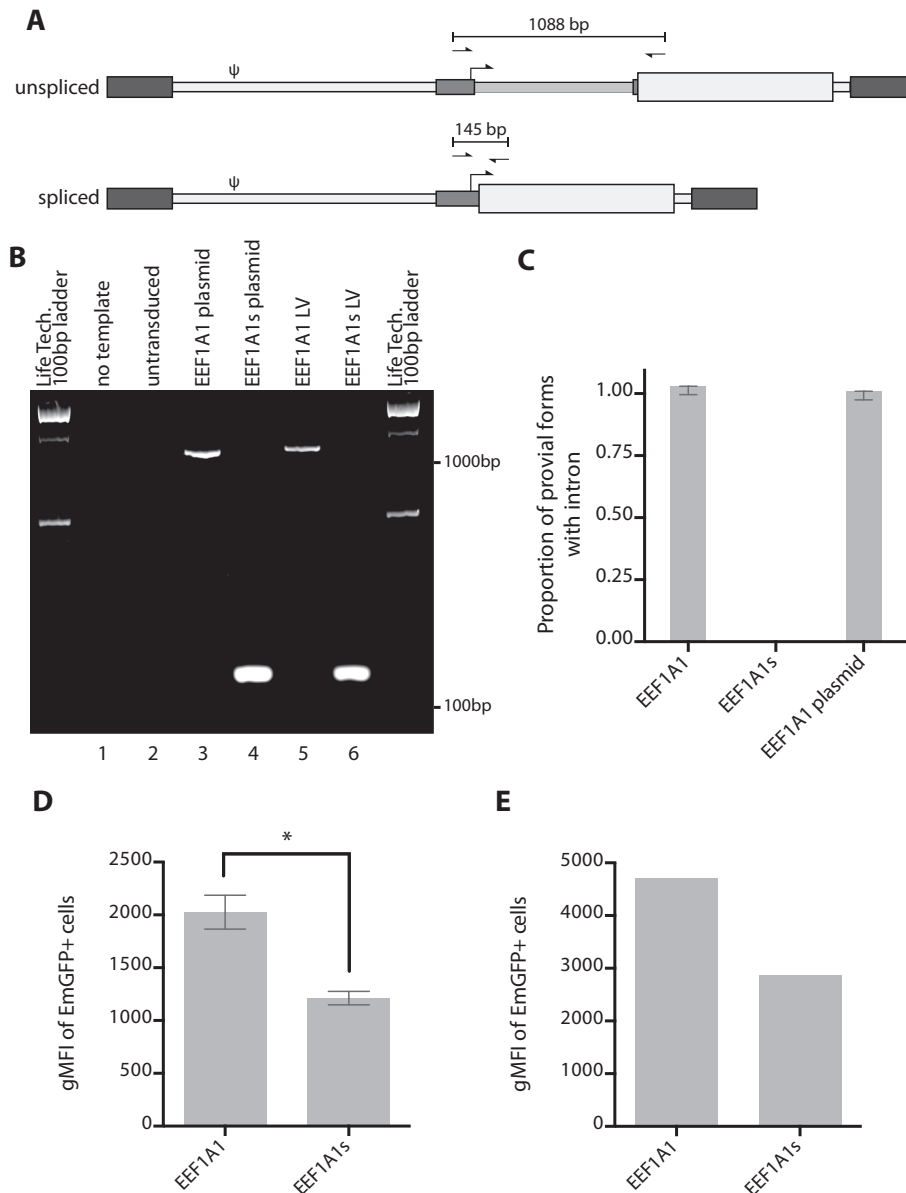 A
1088 bp
ψ
unspliced
145 bp
ψ
spliced
B
Life Tech.
100bp ladder
no template
untransduced
EEF1A1 plasmid
EEF1A1s plasmid
EEF1A1 LV
EEF1A1s LV
Life Tech.
100bp ladder
1000bp
100bp
1 2 3 4 5 6
C
Proportion of provial forms
with intron
1.00
0.75
0.50
0.25
0.00
EEF1A1
EEF1A1s
EEF1A1 plasmid
D
*
gMFI of EmGFP+ cells
2500
2000
1500
1000
500
0
EEF1A1
EEF1A1s
E
gMFI of EmGFP+ cells
5000
4000
3000
2000
1000
0
EEF1A1
EEF1A1s